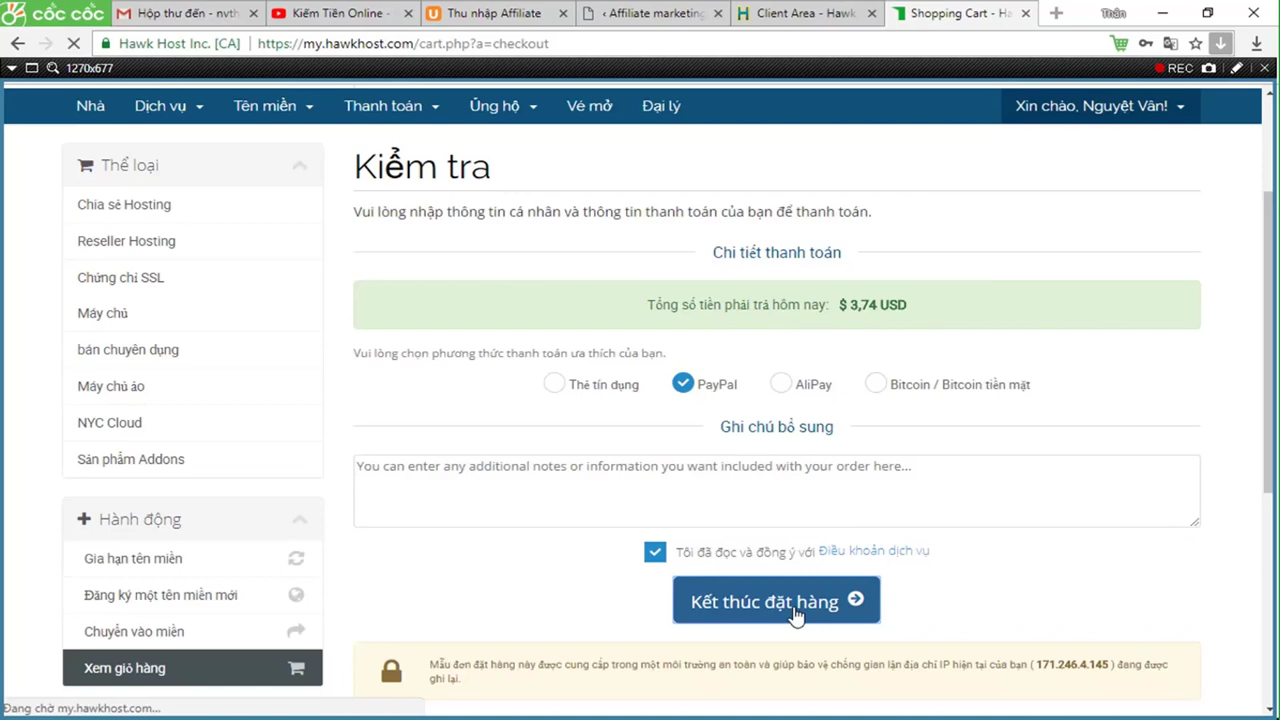 cốc cốc
Hộp thư đến - nvth
Kiếm Tiền Online -
Thu nhập Affiliate
‹ Affiliate marketing
Client Area - Hawk
Shopping Cart - Ha
Thân
Hawk Host Inc. [CA]
https://my.hawkhost.com/cart.php?a=checkout
1270x677
REC
Nhà
Dịch vụ
Tên miền
Thanh toán
Ủng hộ
Vé mở
Đại lý
Xin chào, Nguyệt Vân!
Thể loại
Chia sẻ Hosting
Reseller Hosting
Chứng chỉ SSL
Máy chủ
bán chuyên dụng
Máy chủ ảo
NYC Cloud
Sản phẩm Addons
Hành động
Gia hạn tên miền
Đăng ký một tên miền mới
Chuyển vào miền
Xem giỏ hàng
Kiểm tra
Vui lòng nhập thông tin cá nhân và thông tin thanh toán của bạn để thanh toán.
Chi tiết thanh toán
Tổng số tiền phải trả hôm nay: $ 3,74 USD
Vui lòng chọn phương thức thanh toán ưa thích của bạn.
Thẻ tín dụng
PayPal
AliPay
Bitcoin / Bitcoin tiền mặt
Ghi chú bổ sung
You can enter any additional notes or information you want included with your order here...
Tôi đã đọc và đồng ý với Điều khoản dịch vụ
Kết thúc đặt hàng
Mẫu đơn đặt hàng này được cung cấp trong một môi trường an toàn và giúp bảo vệ chống gian lận địa chỉ IP hiện tại của bạn ( 171.246.4.145 ) đang được
ghi lại.
Đang chờ my.hawkhost.com...